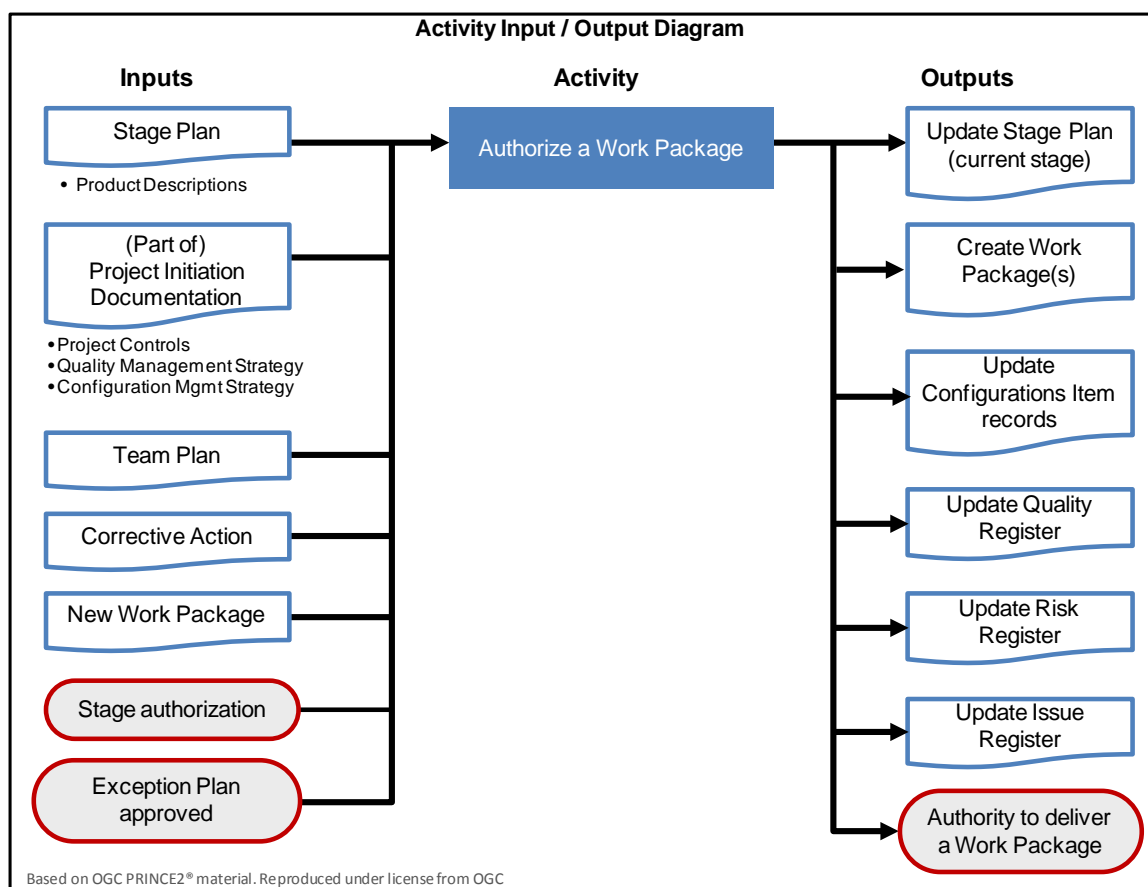 Activity Input / Output Diagram
Inputs
Activity
Outputs
Stage Plan
• Product Descriptions
(Part of)
Project Initiation
Documentation
•Project Controls
•Quality Management Strategy
•Configuration Mgmt Strategy
Team Plan
Corrective Action
New Work Package
Stage authorization
Exception Plan
approved
Authorize a Work Package
Update Stage Plan
(current stage)
Create Work
Package(s)
Update
Configurations Item
records
Update Quality
Register
Update Risk
Register
Update Issue
Register
Authority to deliver
a Work Package
Based on OGC PRINCE2® material. Reproduced under license from OGC